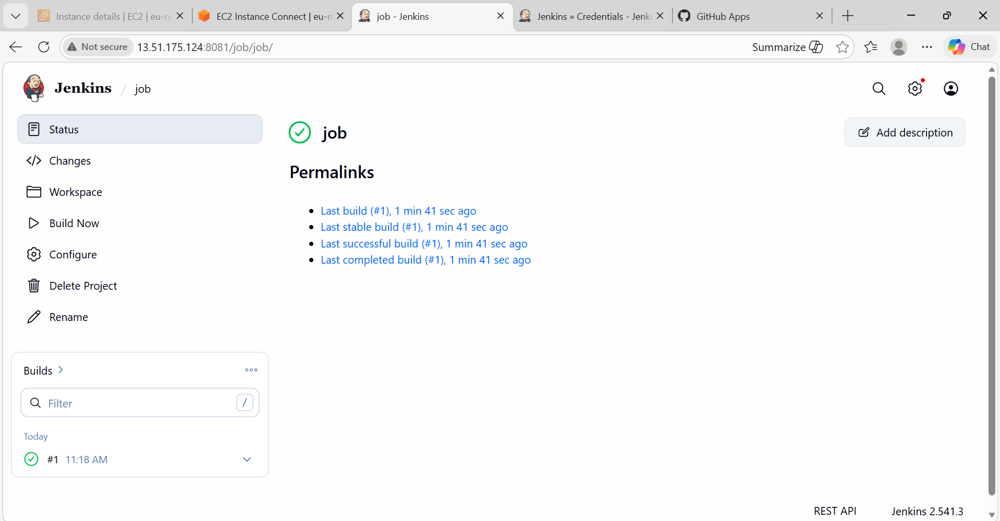 Instance details | EC2 | eu-no
EC2 Instance Connect | eu-n
job - Jenkins
Jenkins » Credentials - Jenki
GitHub Apps
Not secure
13.51.175.124:8081/job/job/
Summarize
Chat
Jenkins / job
Status
Changes
Workspace
Build Now
Configure
Delete Project
Rename
Builds
Filter
/
Today
#1 11:18 AM
job
Add description
Permalinks
Last build (#1), 1 min 41 sec ago
Last stable build (#1), 1 min 41 sec ago
Last successful build (#1), 1 min 41 sec ago
Last completed build (#1), 1 min 41 sec ago
REST API
Jenkins 2.541.3